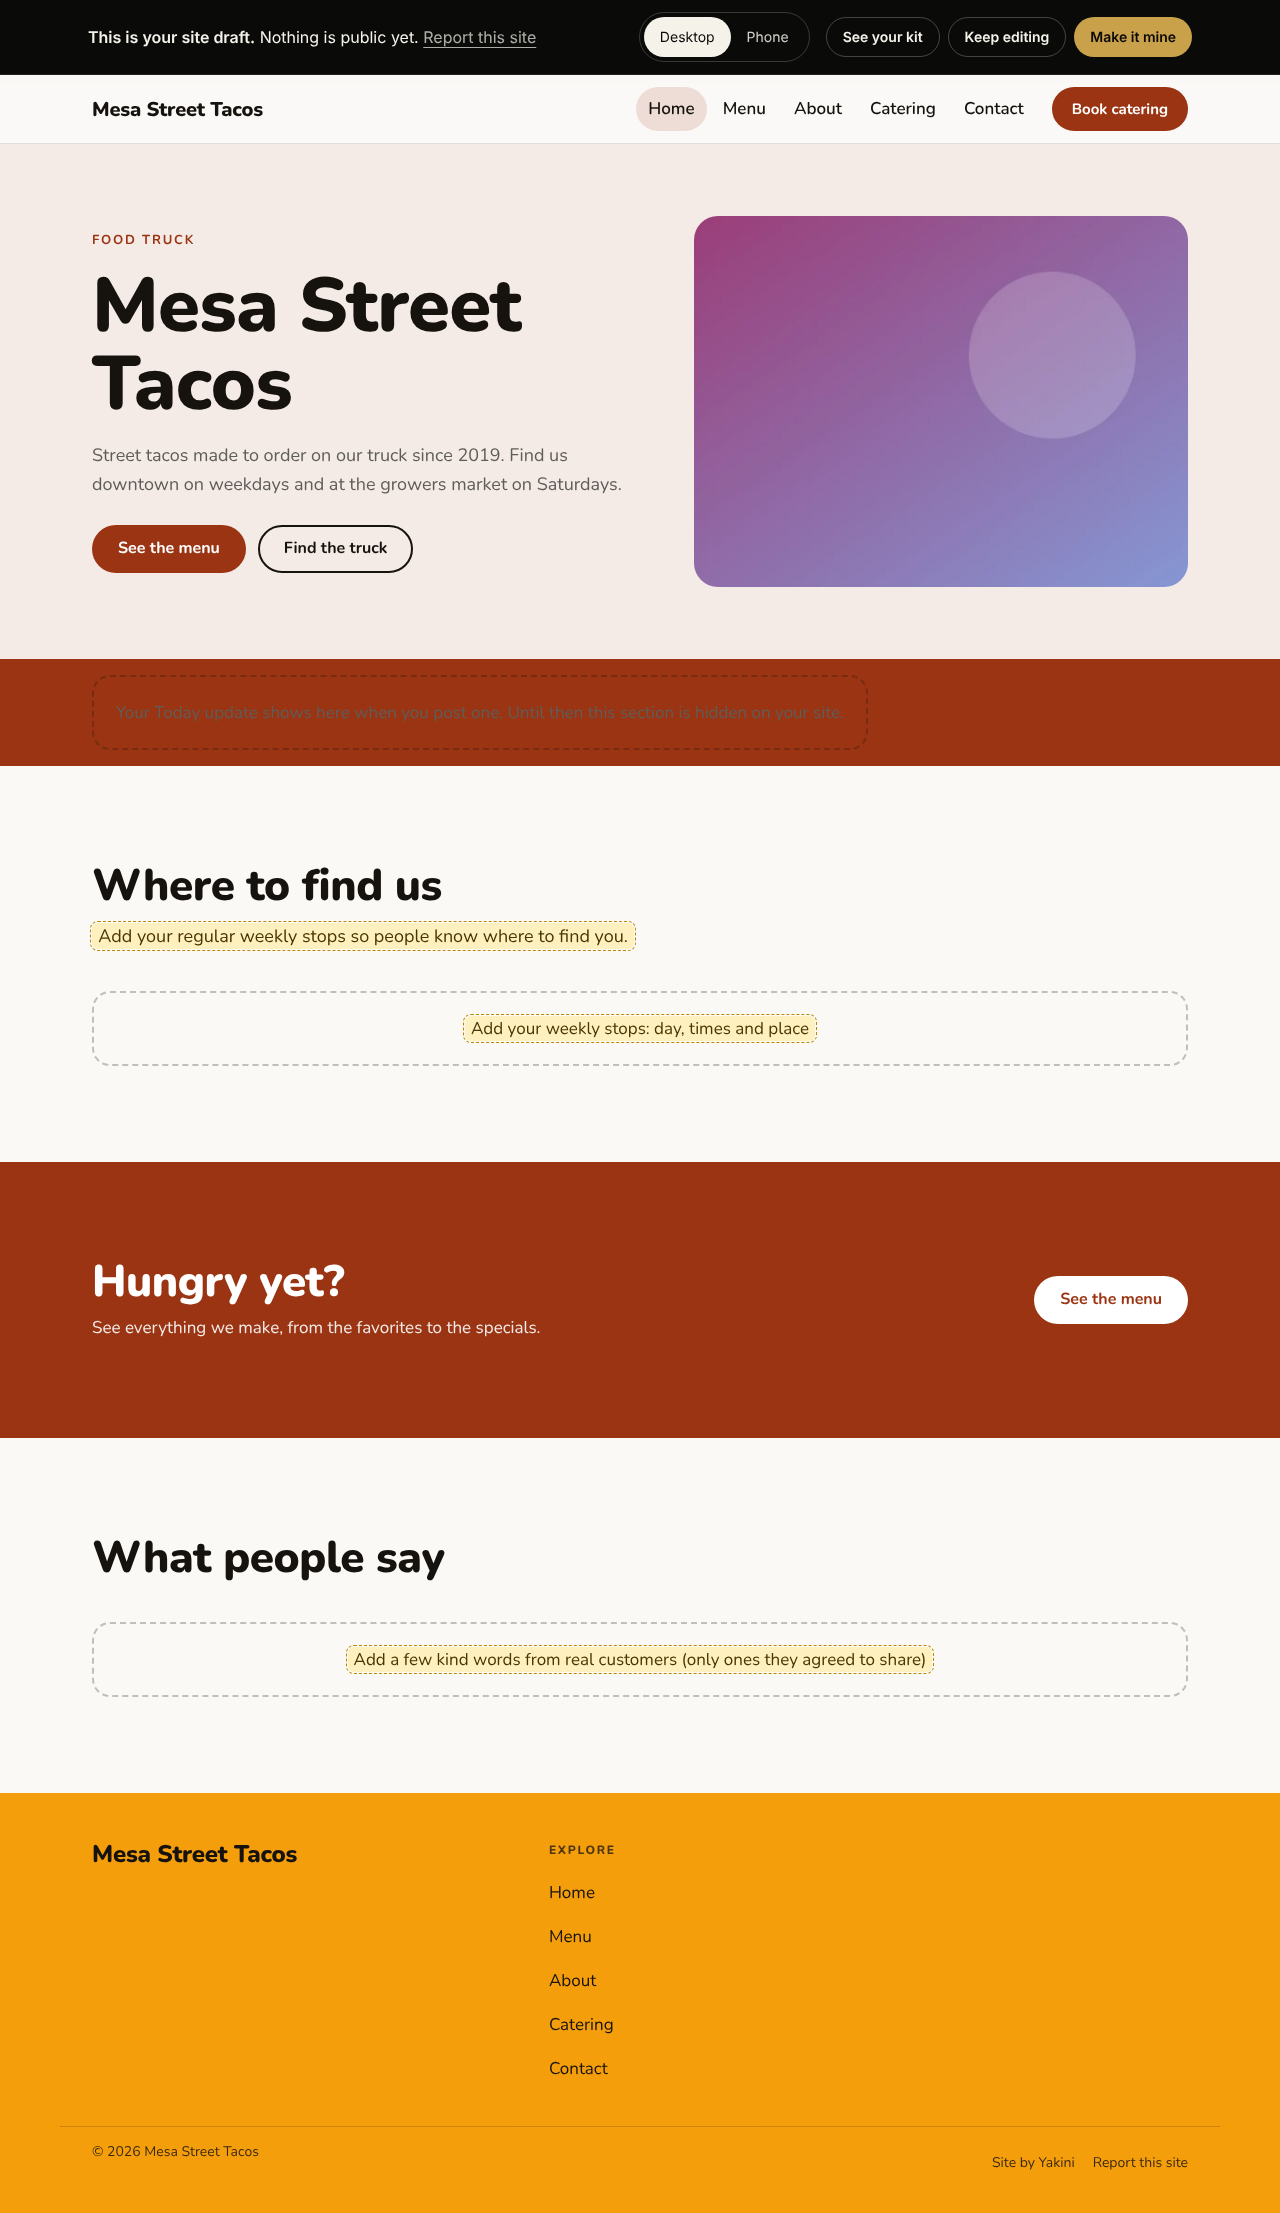 This is your site draft. Nothing is public yet. Report this site
Desktop Phone See your kit Keep editing Make it mine
Mesa Street Tacos Home Menu About Catering Contact Book catering
FOOD TRUCK
Mesa Street
Tacos
Street tacos made to order on our truck since 2019. Find us
downtown on weekdays and at the growers market on Saturdays.
See the menu Find the truck
Your Today update shows here when you post one. Until then this section is hidden on your site.
Where to find us
Add your regular weekly stops so people know where to find you.
Add your weekly stops: day, times and place
Hungry yet?
See everything we make, from the favorites to the specials.
See the menu
What people say
Add a few kind words from real customers (only ones they agreed to share)
Mesa Street Tacos
EXPLORE
Home
Menu
About
Catering
Contact
© 2026 Mesa Street Tacos
Site by Yakini Report this site